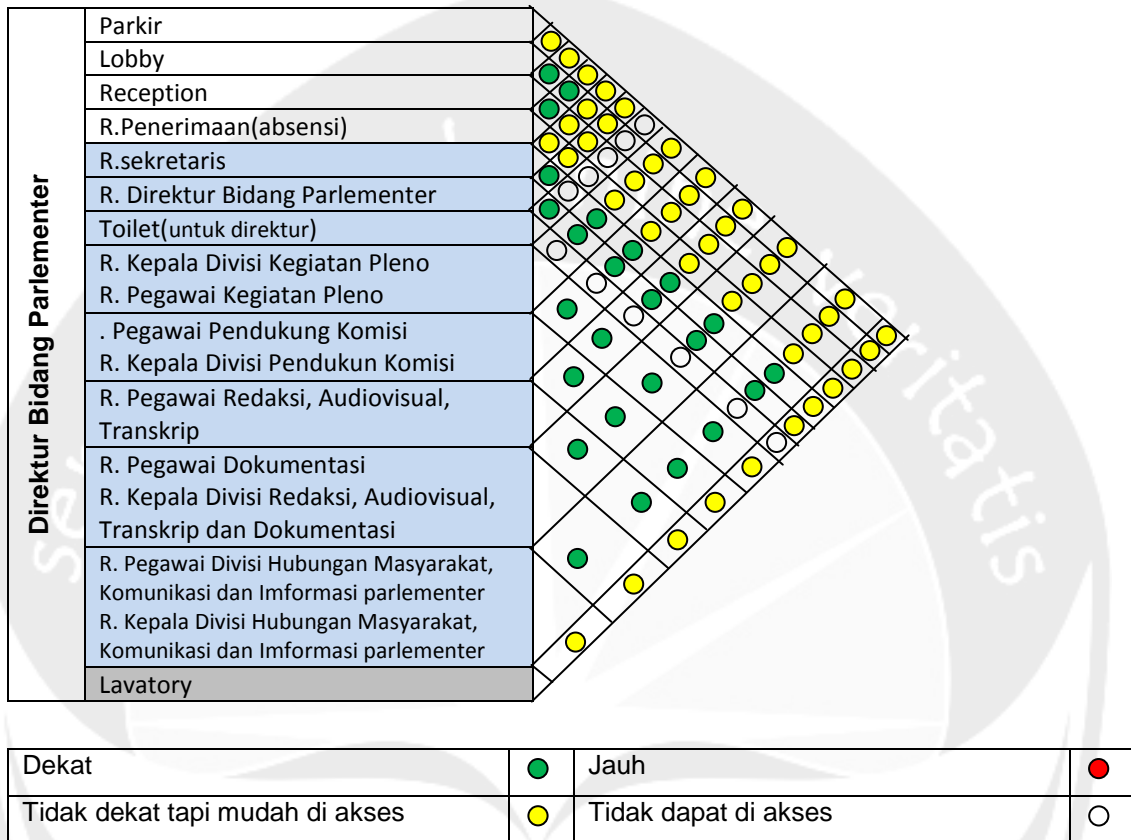 Direktur Bidang Parlementer
Parkir
Lobby
Reception
R.Penerimaan(absensi)
R.sekretaris
R. Direktur Bidang Parlementer
Toilet(untuk direktur)
R. Kepala Divisi Kegiatan Pleno
R. Pegawai Kegiatan Pleno
. Pegawai Pendukung Komisi
R. Kepala Divisi Pendukun Komisi
R. Pegawai Redaksi, Audiovisual,
Transkrip
R. Pegawai Dokumentasi
R. Kepala Divisi Redaksi, Audiovisual,
Transkrip dan Dokumentasi
R. Pegawai Divisi Hubungan Masyarakat,
Komunikasi dan Imformasi parlementer
R. Kepala Divisi Hubungan Masyarakat,
Komunikasi dan Imformasi parlementer
Lavatory
Dekat
Jauh
Tidak dekat tapi mudah di akses
Tidak dapat di akses